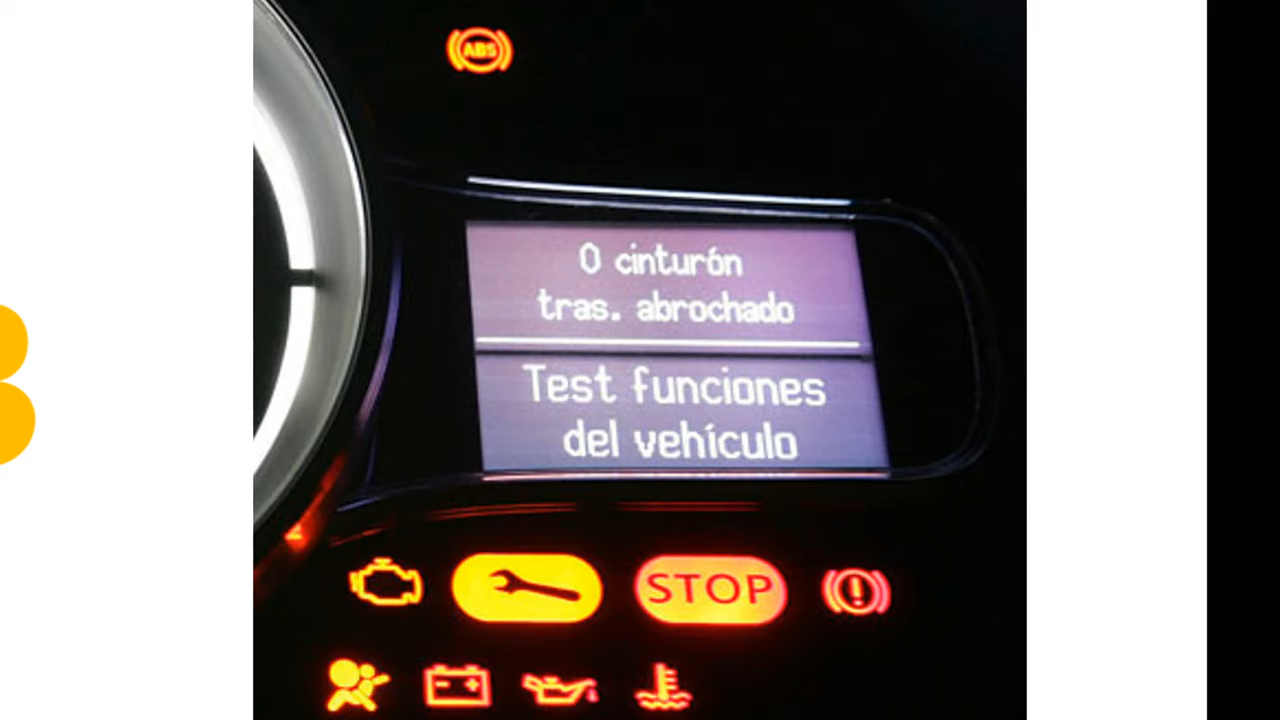 ABS
0 cinturón
tras. abrochado
Test funciones
del vehículo
STOP